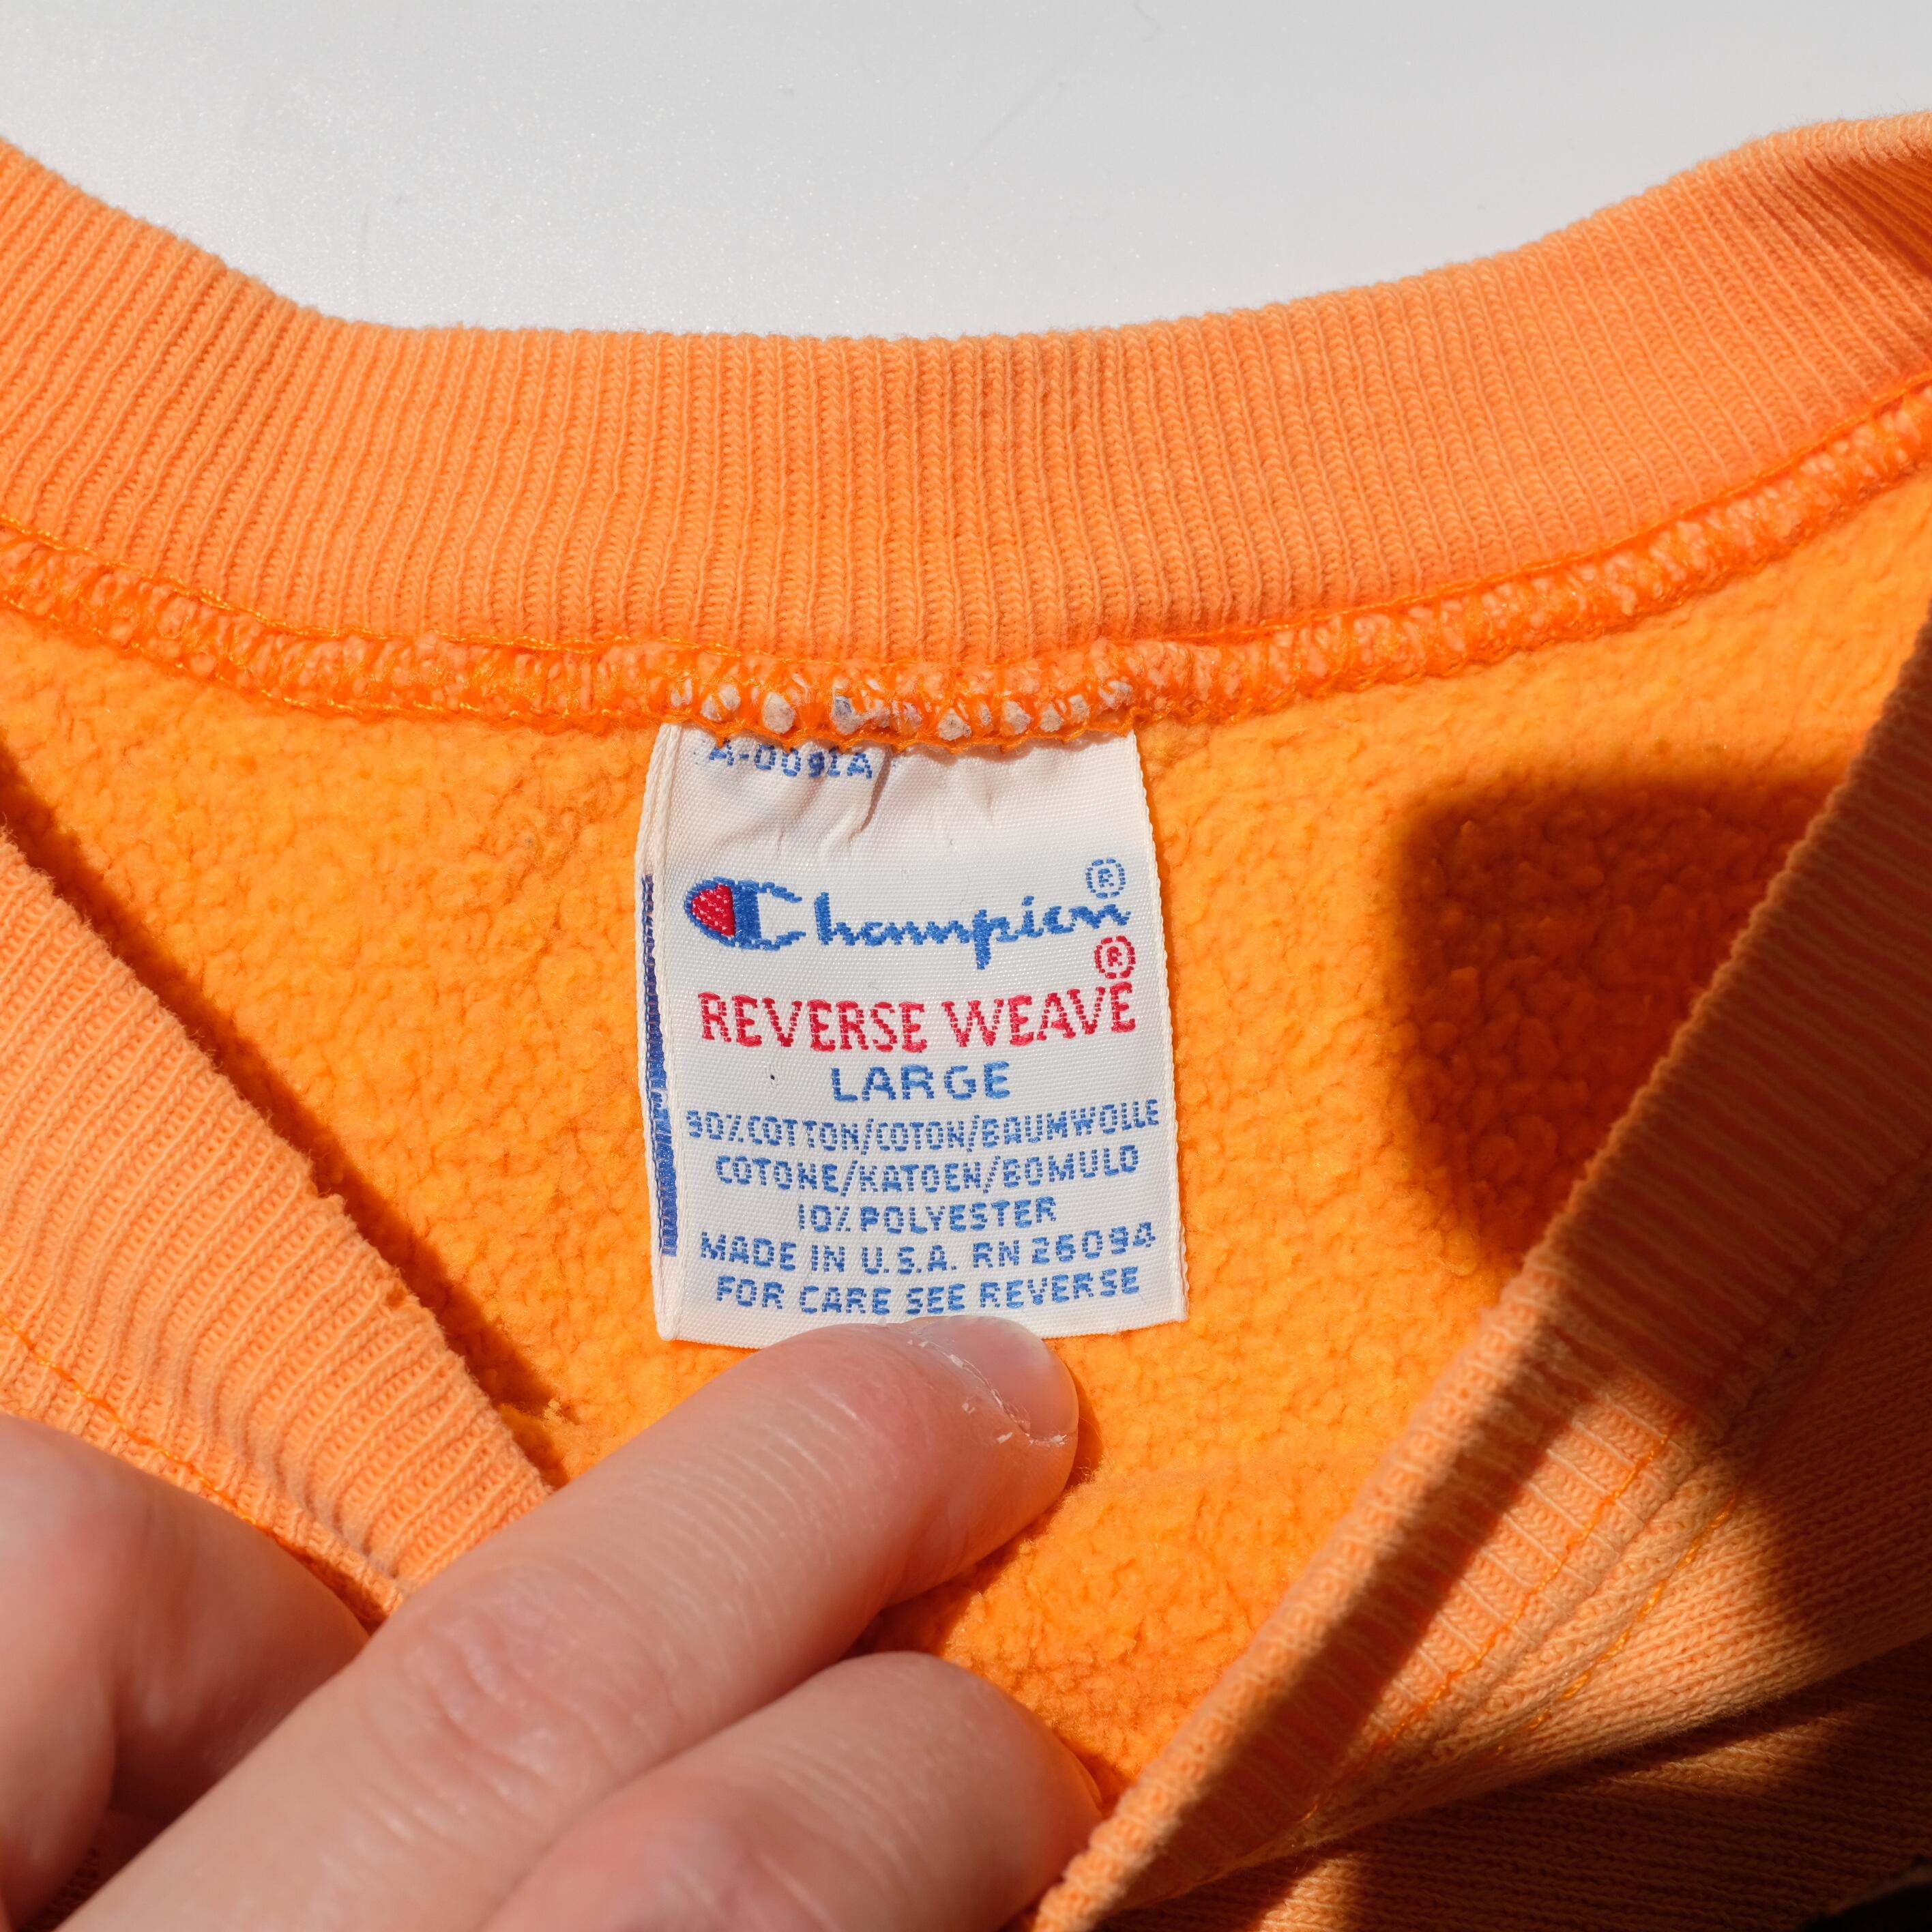 A-0091A
Champion®
REVERSE WEAVE®
LARGE
90% COTTON/COTON/BAUMWOLLE
COTONE/KATOEN/BOMULD
10% POLYESTER
MADE IN U.S.A. RN 26094
FOR CARE SEE REVERSE